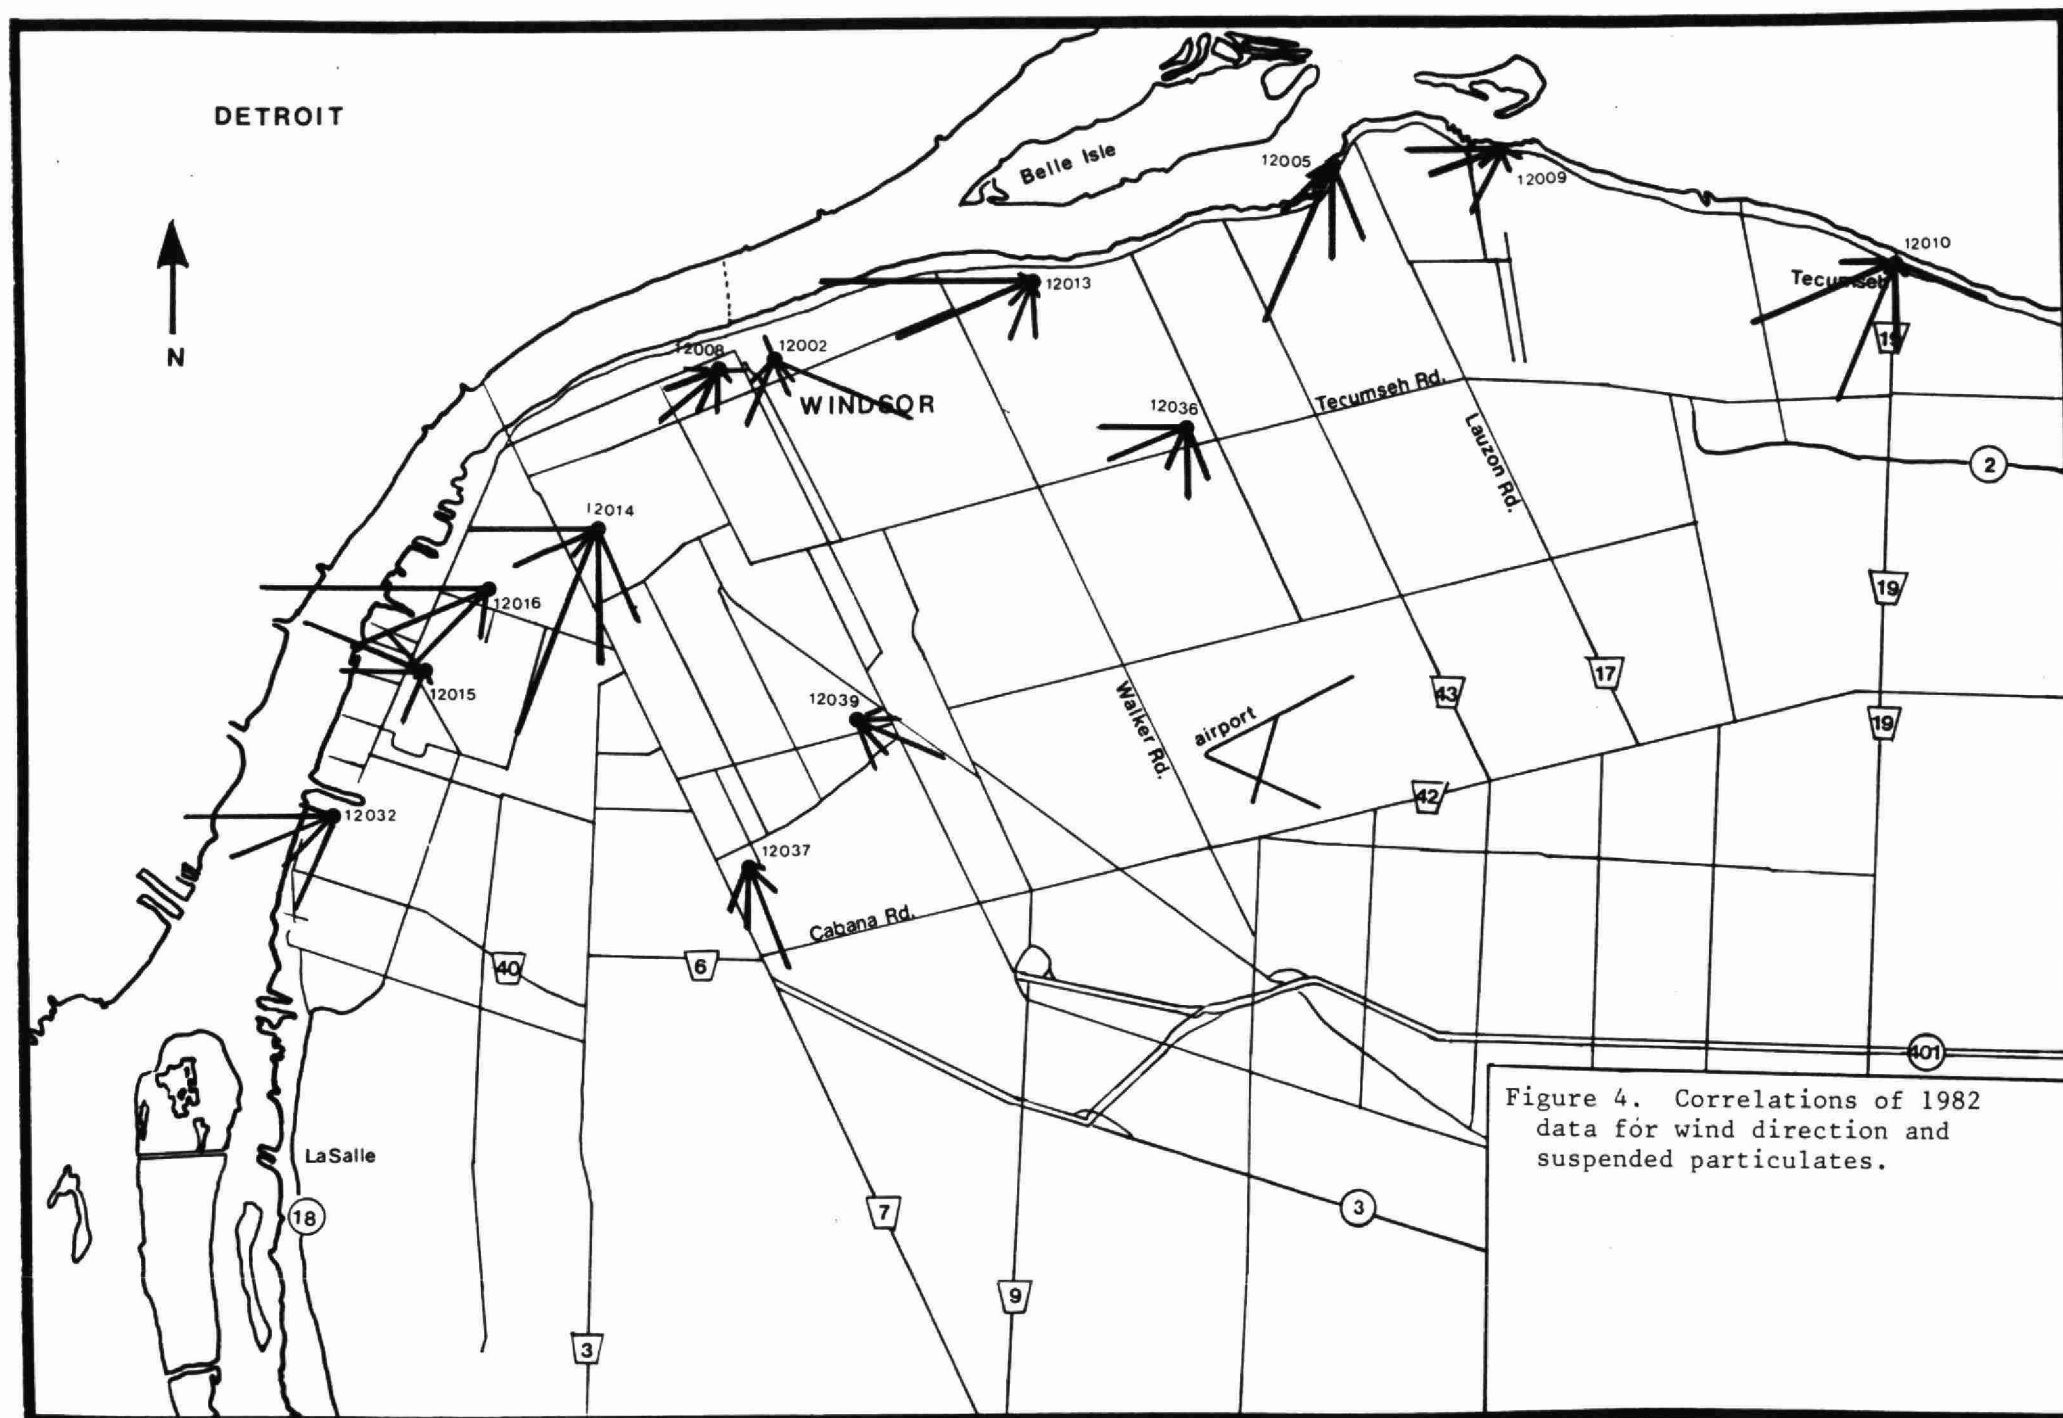 DETROIT
Belle Isle
12005
12009
12010
Tecumseh
19
N
12013
12008
12002
WINDSOR
12036
Tecumseh Rd.
Lauzon Rd.
2
12014
12016
12015
12039
Walker Rd.
airport
43
17
19
19
42
12032
12037
Cabana Rd.
40
6
401
LaSalle
18
7
3
9
3
Figure 4. Correlations of 1982
data for wind direction and
suspended particulates.